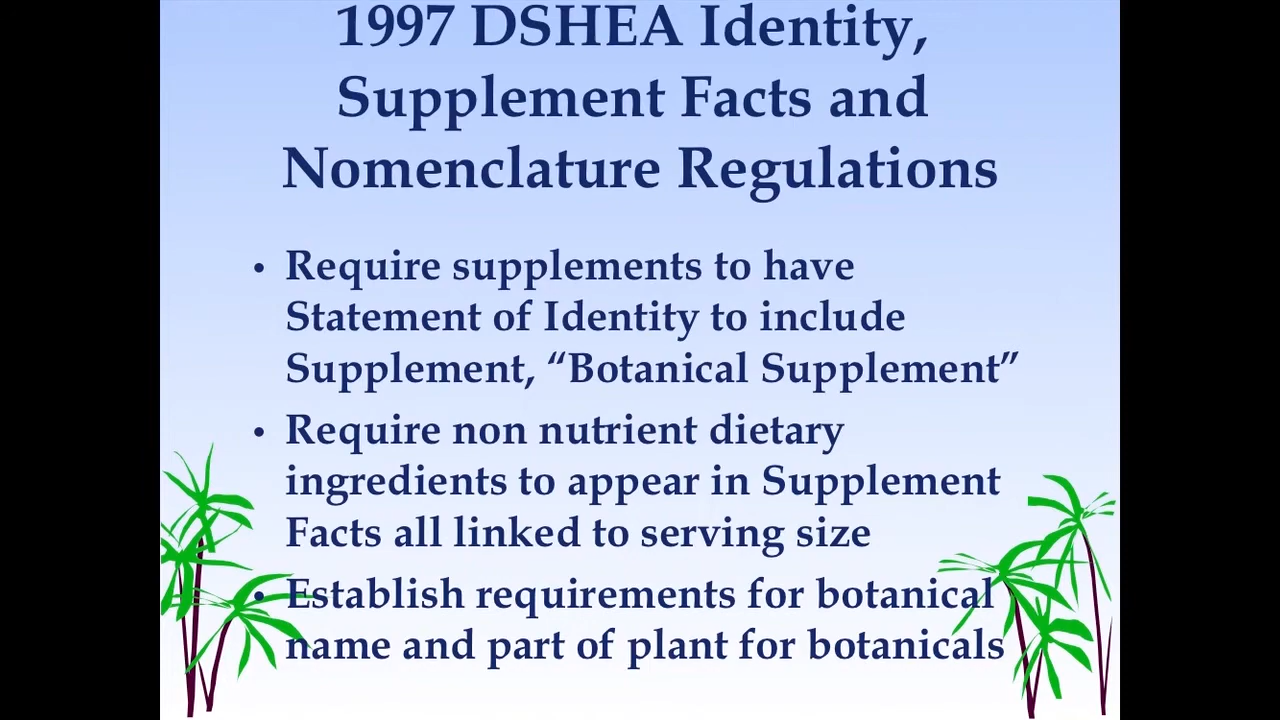 1997 DSHEA Identity,
Supplement Facts and
Nomenclature Regulations
• Require supplements to have
Statement of Identity to include
Supplement, “Botanical Supplement”
• Require non nutrient dietary
ingredients to appear in Supplement
Facts all linked to serving size
• Establish requirements for botanical
name and part of plant for botanicals